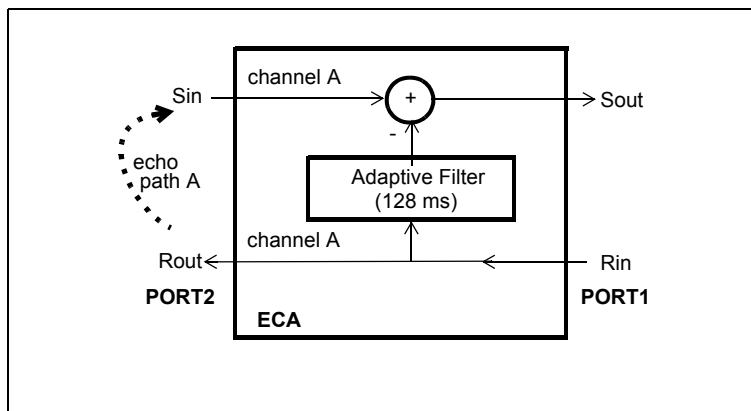 channel A
Sin
+
Sout
-
echo
path A
Adaptive Filter
(128 ms)
channel A
Rout
Rin
PORT2
PORT1
ECA